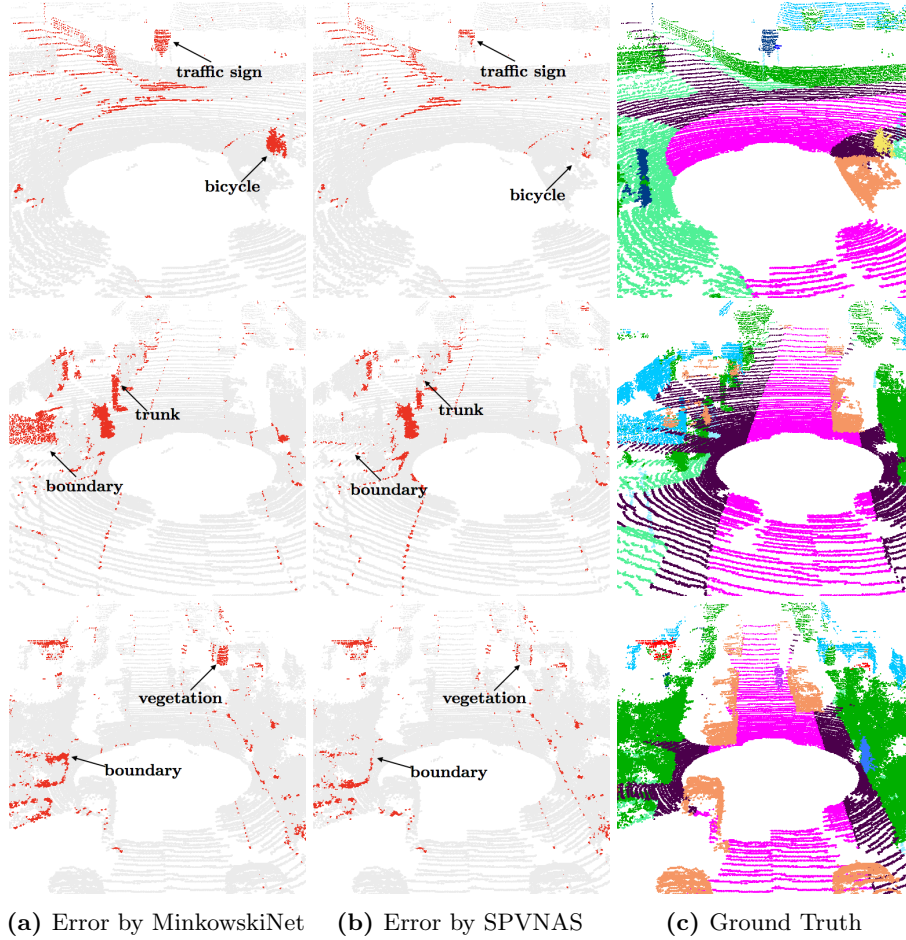 traffic sign
traffic sign
bicycle
bicycle
trunk
trunk
boundary
boundary
vegetation
vegetation
boundary
boundary
(a) Error by MinkowskiNet
(b) Error by SPVNAS
(c) Ground Truth